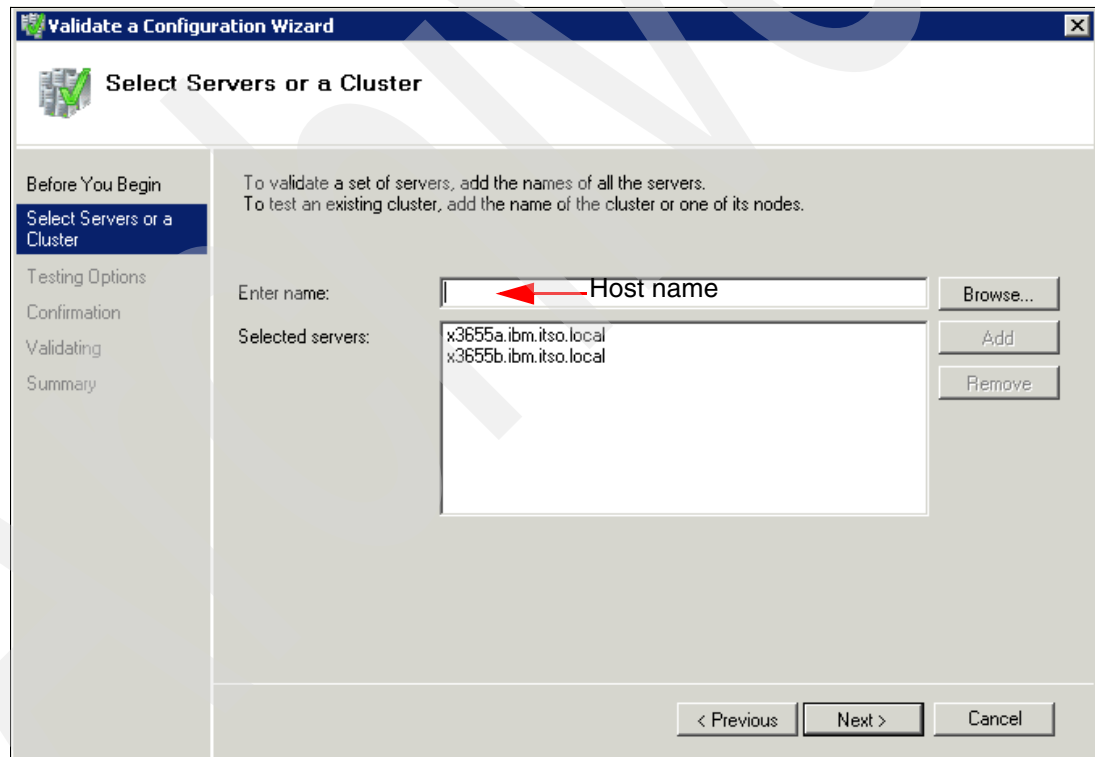 Validate a Configuration Wizard
Select Servers or a Cluster
Before You Begin
Select Servers or a
Cluster
Testing Options
Confirmation
Validating
Summary
To validate a set of servers, add the names of all the servers.
To test an existing cluster, add the name of the cluster or one of its nodes.
Enter name:
Host name
Browse...
Selected servers:
x3655a.ibm.itso.local
x3655b.ibm.itso.local
Add
Remove
< Previous
Next >
Cancel